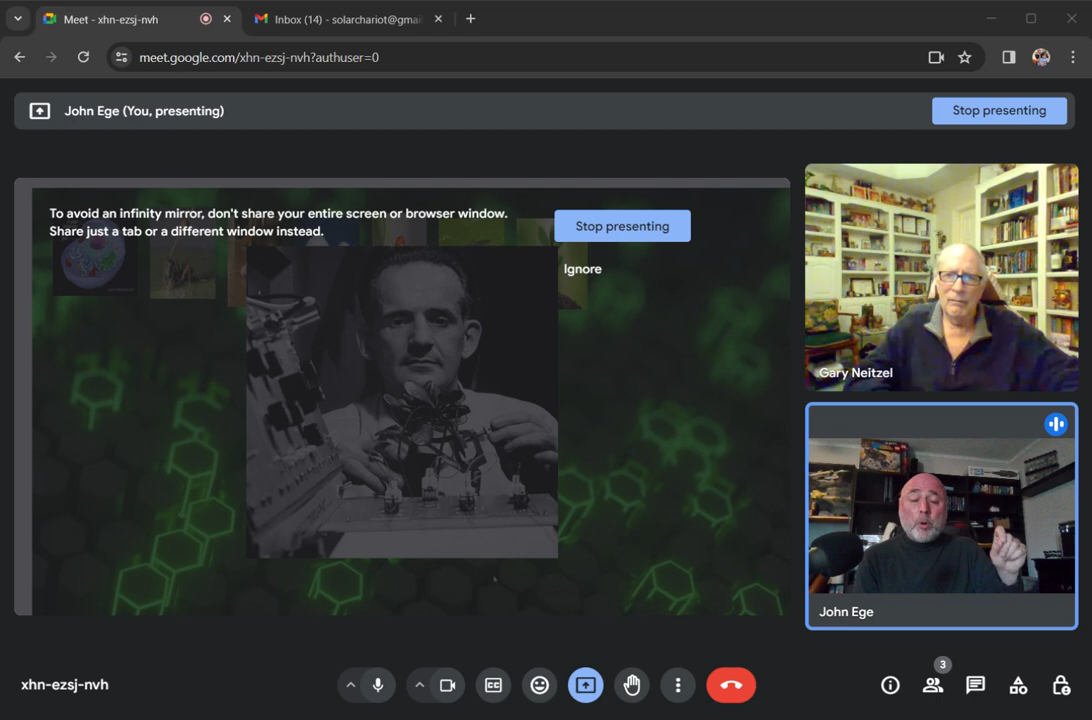 Meet - xhn-ezsj-nvh
Inbox (14) - solarchariot@gmai
meet.google.com/xhn-ezsj-nvh?authuser=0
John Ege (You, presenting)
Stop presenting
To avoid an infinity mirror, don't share your entire screen or browser window.
Share just a tab or a different window instead.
Stop presenting
Ignore
Gary Neitzel
John Ege
xhn-ezsj-nvh
CC
3